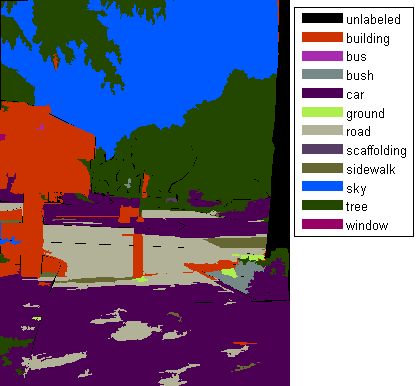 unlabeled
building
bus
bush
car
ground
road
scaffolding
sidewalk
sky
tree
window